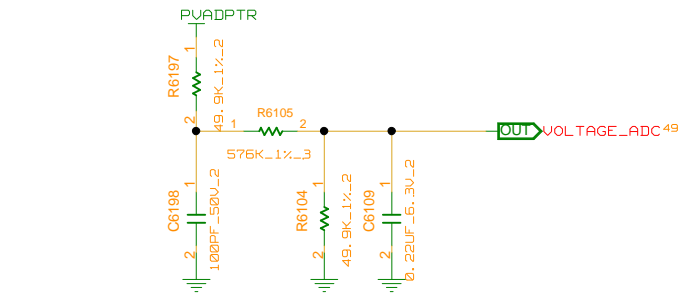 PVADPTR
1
R6197
49.9K_1%_2
2
R6105
1
2
576K_1%_3
OUT
VOLTAGE_ADC
49
1
C6198
100PF_50V_2
2
1
R6104
49.9K_1%_2
2
1
C6109
0.22UF_6.3V_2
2